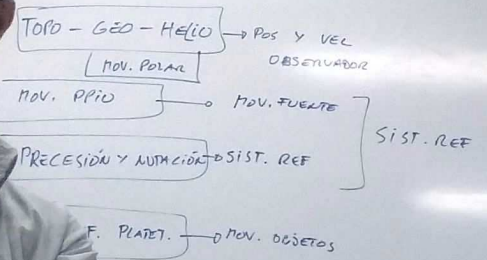 TOPO - GEO - HELIO → POS Y VEL
OBSERVADOR
MOV. POLAR
MOV. PPIO → MOV. FUENTE
SIST. REF
PRECESIÓN Y NUTACIÓN → SIST. REF
F. PLATET. → MOV. OBJETOS